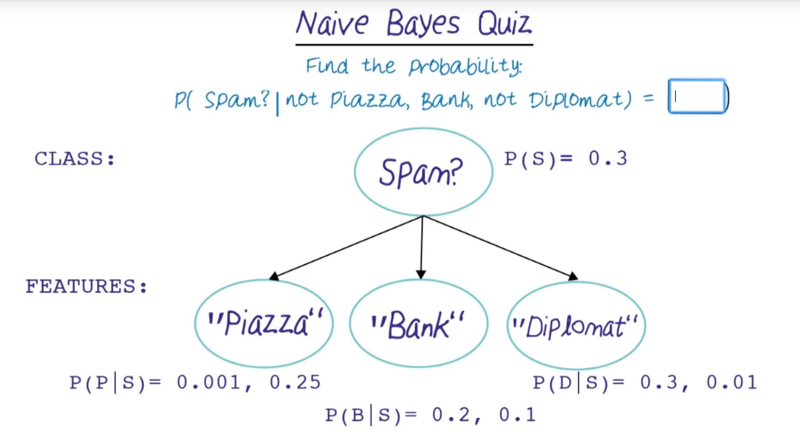 Naive Bayes Quiz
Find the probability:
P( Spam? | not Piazza, Bank, not Diplomat) =
CLASS:
Spam?
P(S)= 0.3
FEATURES:
"Piazza"
"Bank"
"Diplomat"
P(P|S)= 0.001, 0.25
P(D|S)= 0.3, 0.01
P(B|S)= 0.2, 0.1